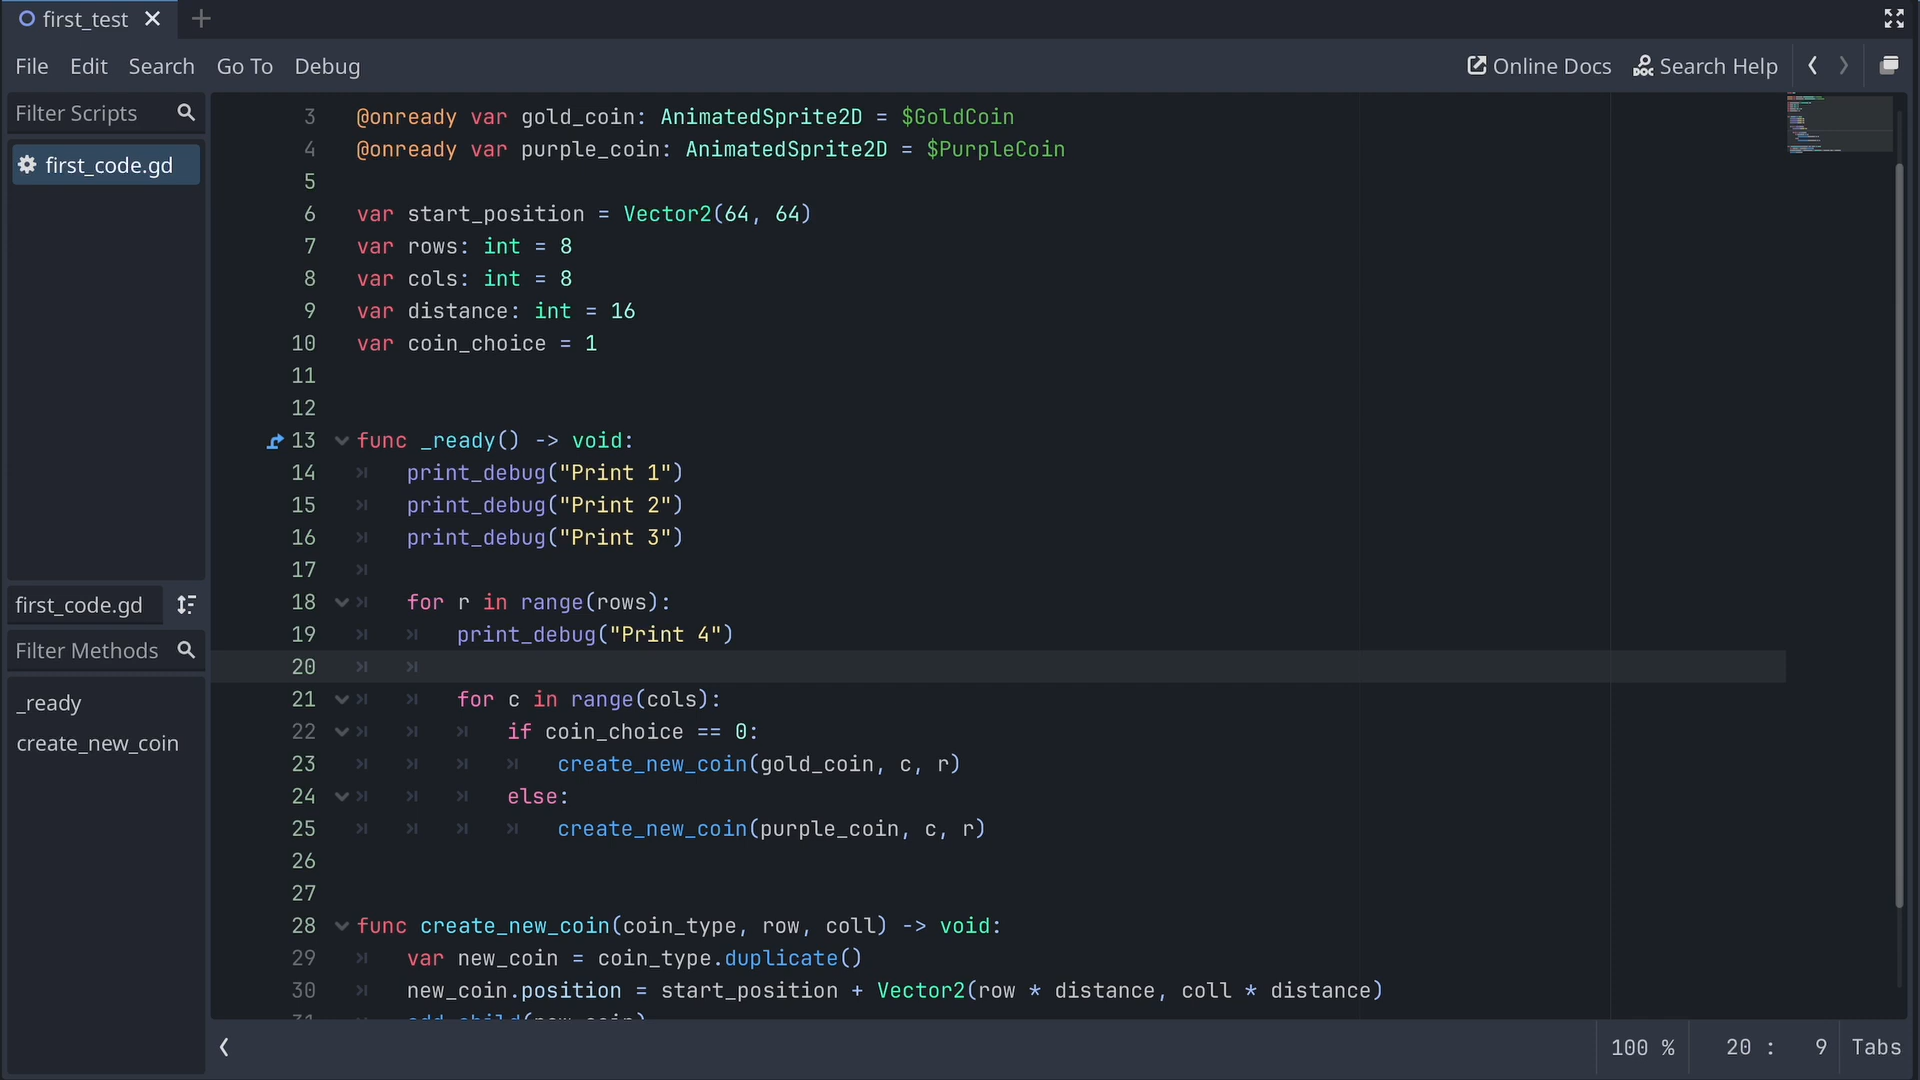 first_test
File Edit Search Go To Debug
Online Docs Search Help
Filter Scripts
first_code.gd
first_code.gd
Filter Methods
_ready
create_new_coin
3 @onready var gold_coin: AnimatedSprite2D = $GoldCoin
4 @onready var purple_coin: AnimatedSprite2D = $PurpleCoin
5
6 var start_position = Vector2(64, 64)
7 var rows: int = 8
8 var cols: int = 8
9 var distance: int = 16
10 var coin_choice = 1
11
12
13 func _ready() -> void:
14 print_debug("Print 1")
15 print_debug("Print 2")
16 print_debug("Print 3")
17
18 for r in range(rows):
19 print_debug("Print 4")
20
21 for c in range(cols):
22 if coin_choice == 0:
23 create_new_coin(gold_coin, c, r)
24 else:
25 create_new_coin(purple_coin, c, r)
26
27
28 func create_new_coin(coin_type, row, coll) -> void:
29 var new_coin = coin_type.duplicate()
30 new_coin.position = start_position + Vector2(row * distance, coll * distance)
31 add_child(new_coin)
100 % 20 : 9 Tabs